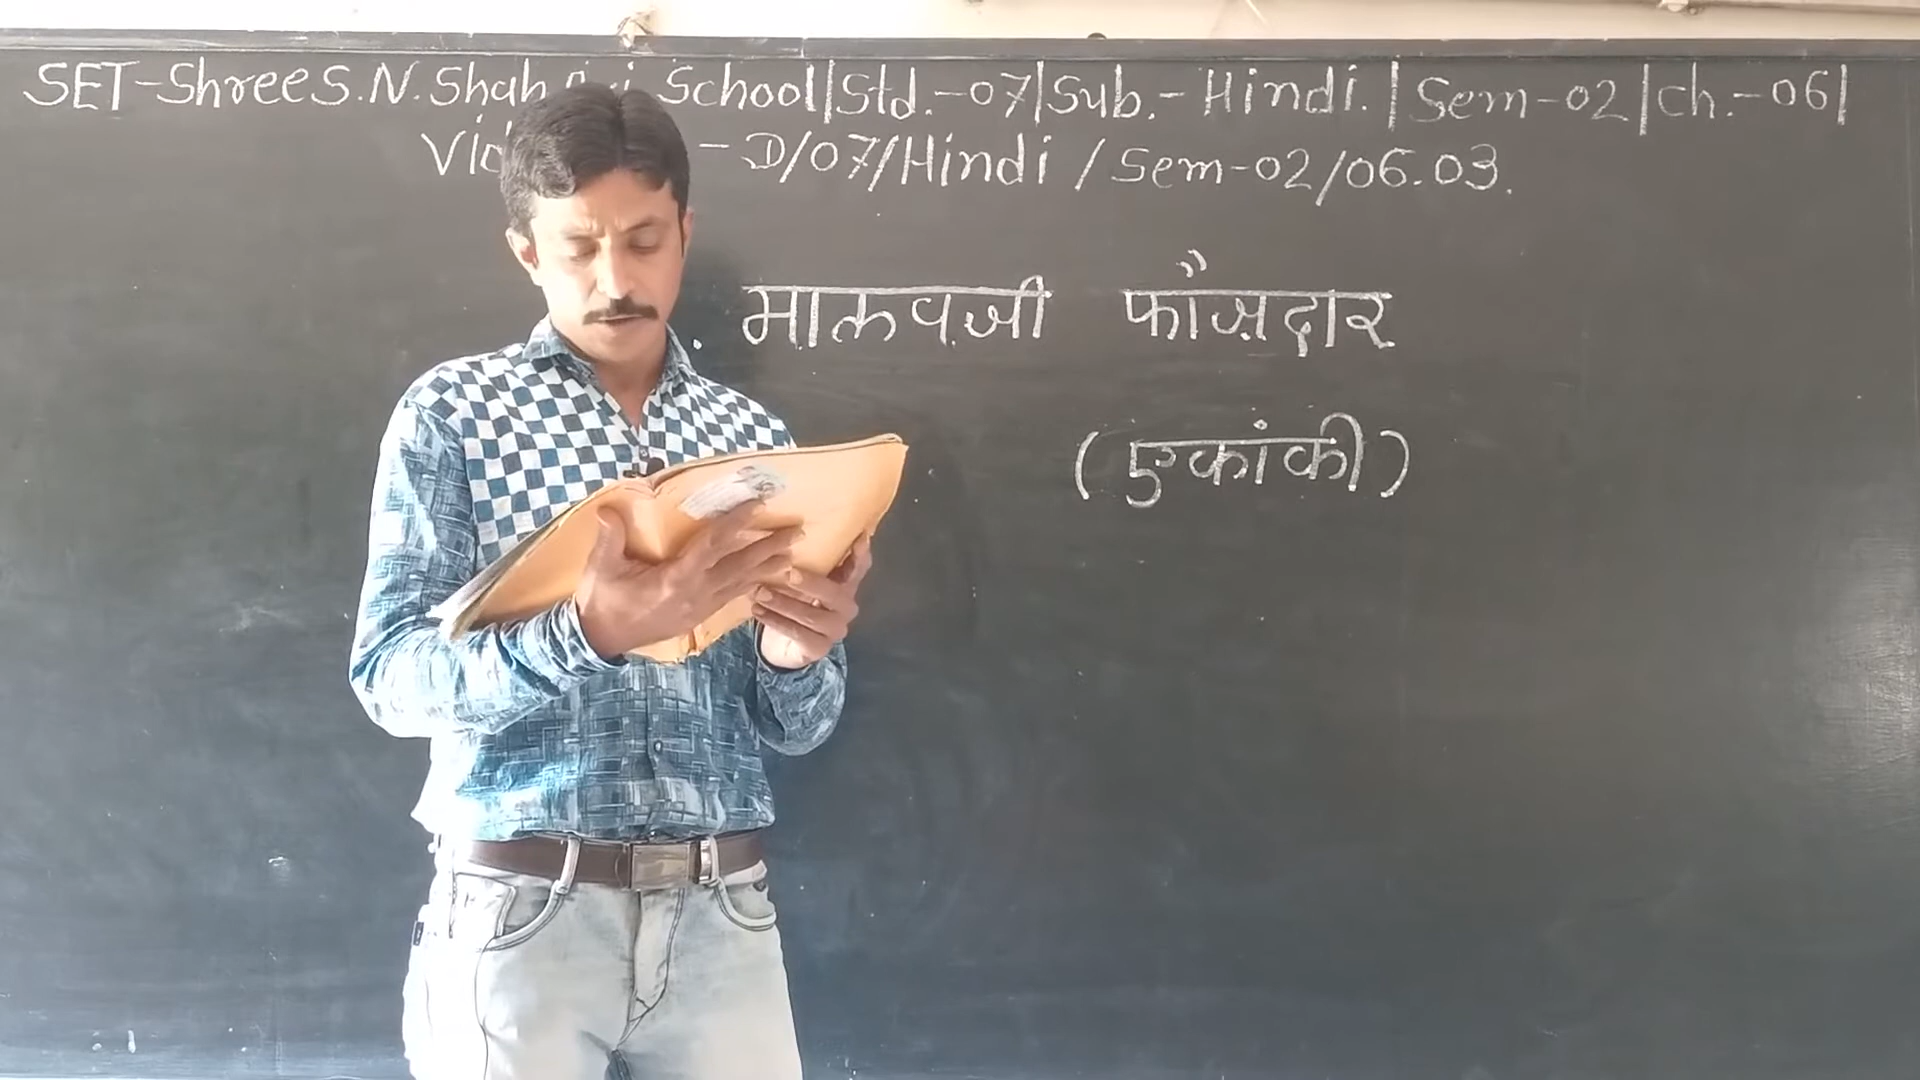 SET-Shree S.N.Shah School|Std.-07|Sub.-Hindi.|Sem-02|Ch.-06|
-D/07/Hindi/Sem-02/06.03.
मालवजी फौज़दार
(एकांकी)